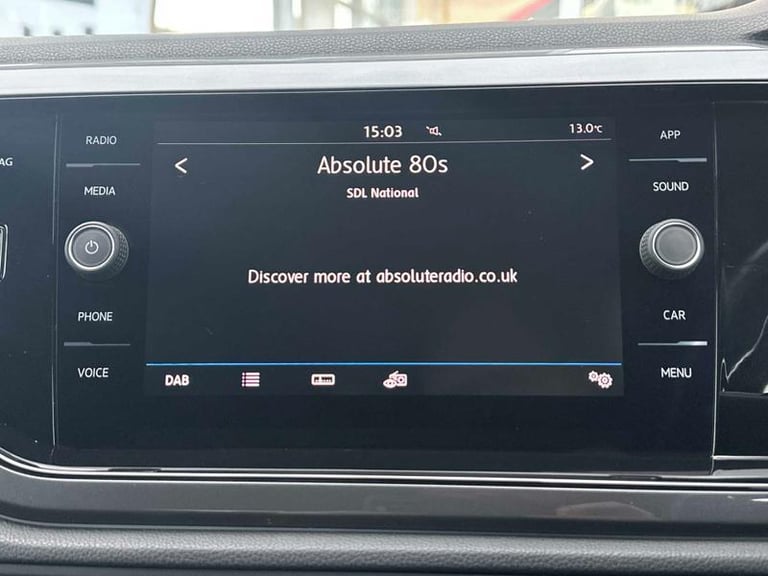 15:03
13.0°C
RADIO
MEDIA
PHONE
VOICE
AG
Absolute 80s
SDL National
Discover more at absoluteradio.co.uk
DAB
APP
SOUND
CAR
MENU